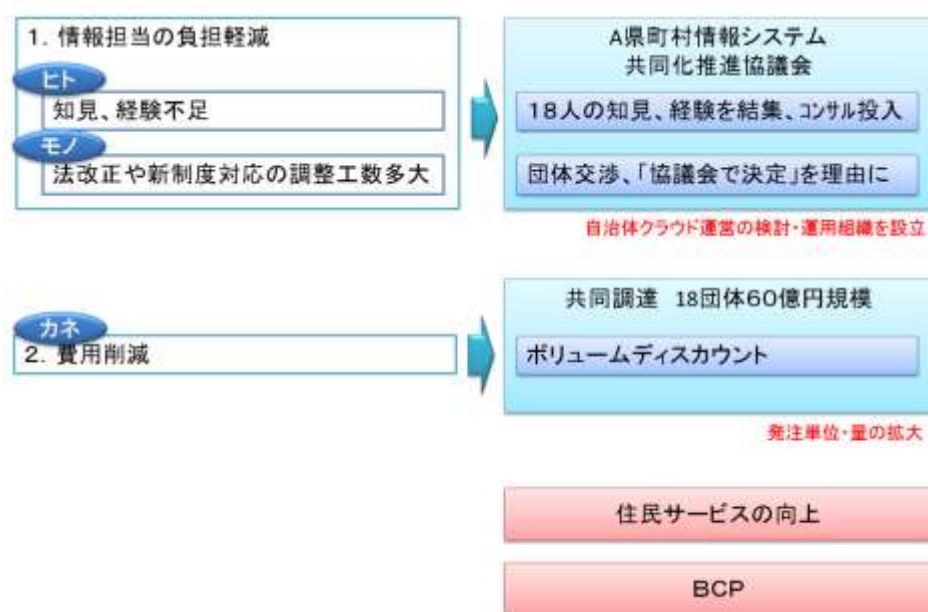 1. 情報担当の負担軽減
ヒト
知見、経験不足
モノ
法改正や新制度対応の調整工数多大
A県町村情報システム
共同化推進協議会
18人の知見、経験を結集、コンサル投入
団体交渉、「協議会で決定」を理由に
自治体クラウド運営の検討・運用組織を設立
カネ
2. 費用削減
共同調達 18団体60億円規模
ボリュームディスカウント
発注単位・量の拡大
住民サービスの向上
BCP